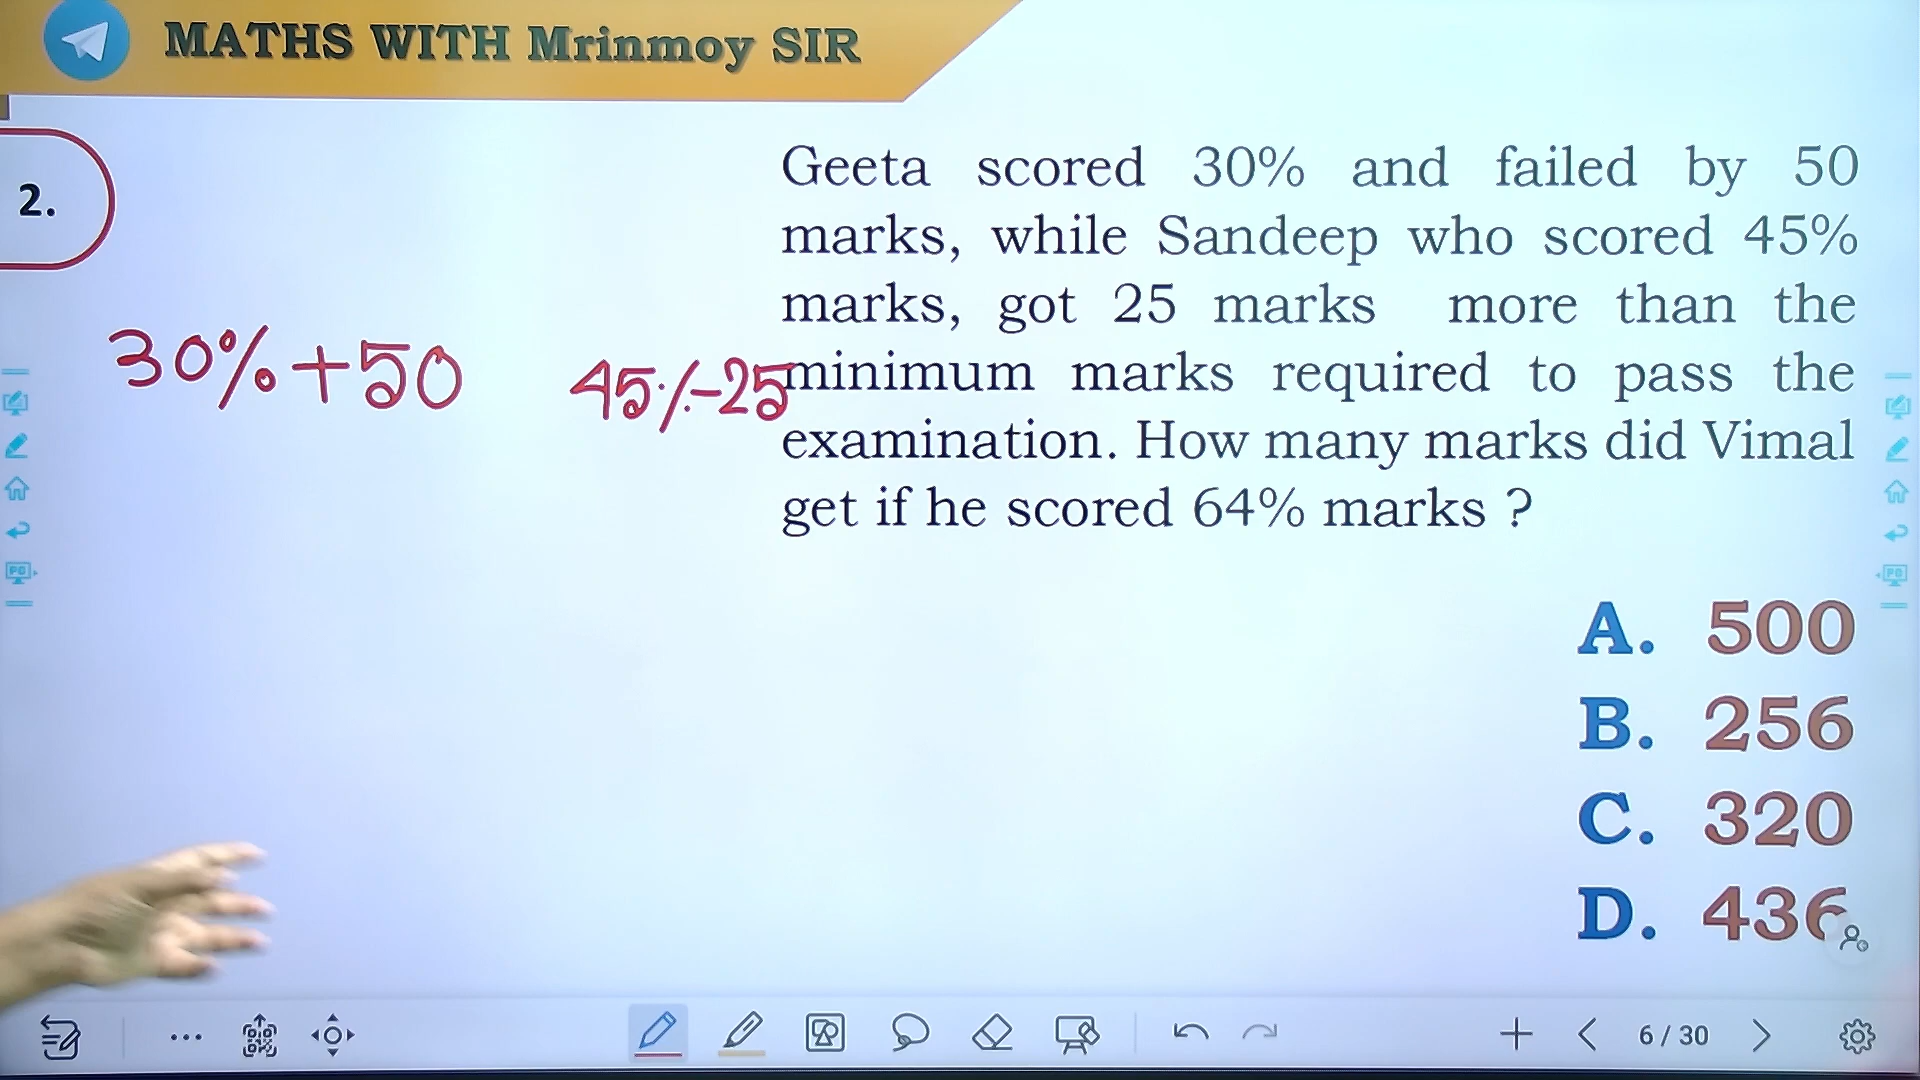 MATHS WITH Mrinmoy SIR
2.
Geeta scored 30% and failed by 50
marks, while Sandeep who scored 45%
marks, got 25 marks more than the
minimum marks required to pass the
examination. How many marks did Vimal
get if he scored 64% marks ?
30%+50
45%-25
A. 500
B. 256
C. 320
D. 436
6 / 30